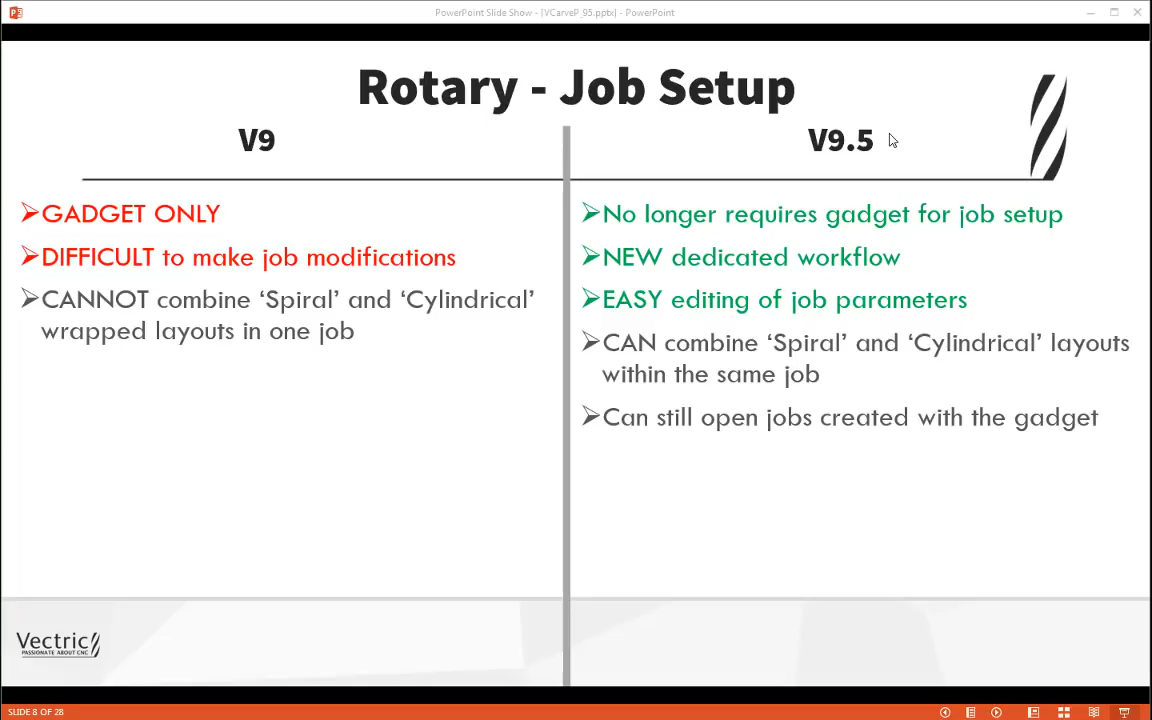 PowerPoint Slide Show - [VCarveP_95.pptx] - PowerPoint
Rotary - Job Setup
V9
GADGET ONLY
DIFFICULT to make job modifications
CANNOT combine ‘Spiral’ and ‘Cylindrical’
wrapped layouts in one job
V9.5
No longer requires gadget for job setup
NEW dedicated workflow
EASY editing of job parameters
CAN combine ‘Spiral’ and ‘Cylindrical’ layouts
within the same job
Can still open jobs created with the gadget
Vectric
PASSIONATE ABOUT CNC
SLIDE 8 OF 28